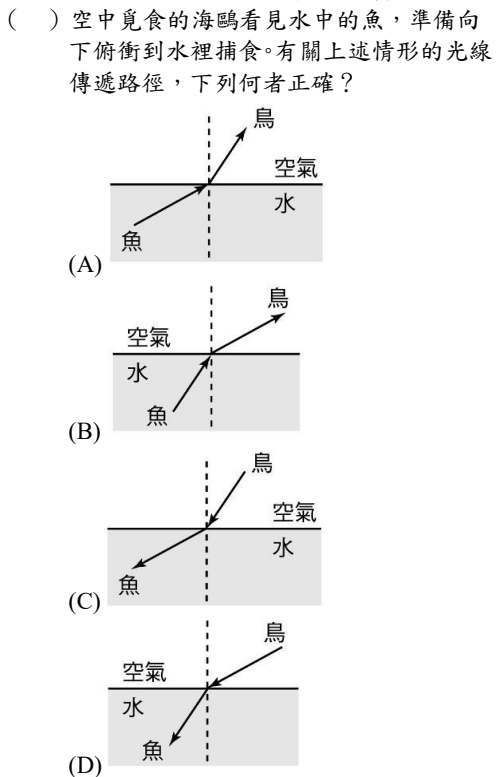 (　　)空中覓食的海鷗看見水中的魚，準備向
下俯衝到水裡捕食。有關上述情形的光線
傳遞路徑，下列何者正確？
鳥
空氣
水
魚
(A)
鳥
空氣
水
魚
(B)
鳥
空氣
水
魚
(C)
鳥
空氣
水
魚
(D)